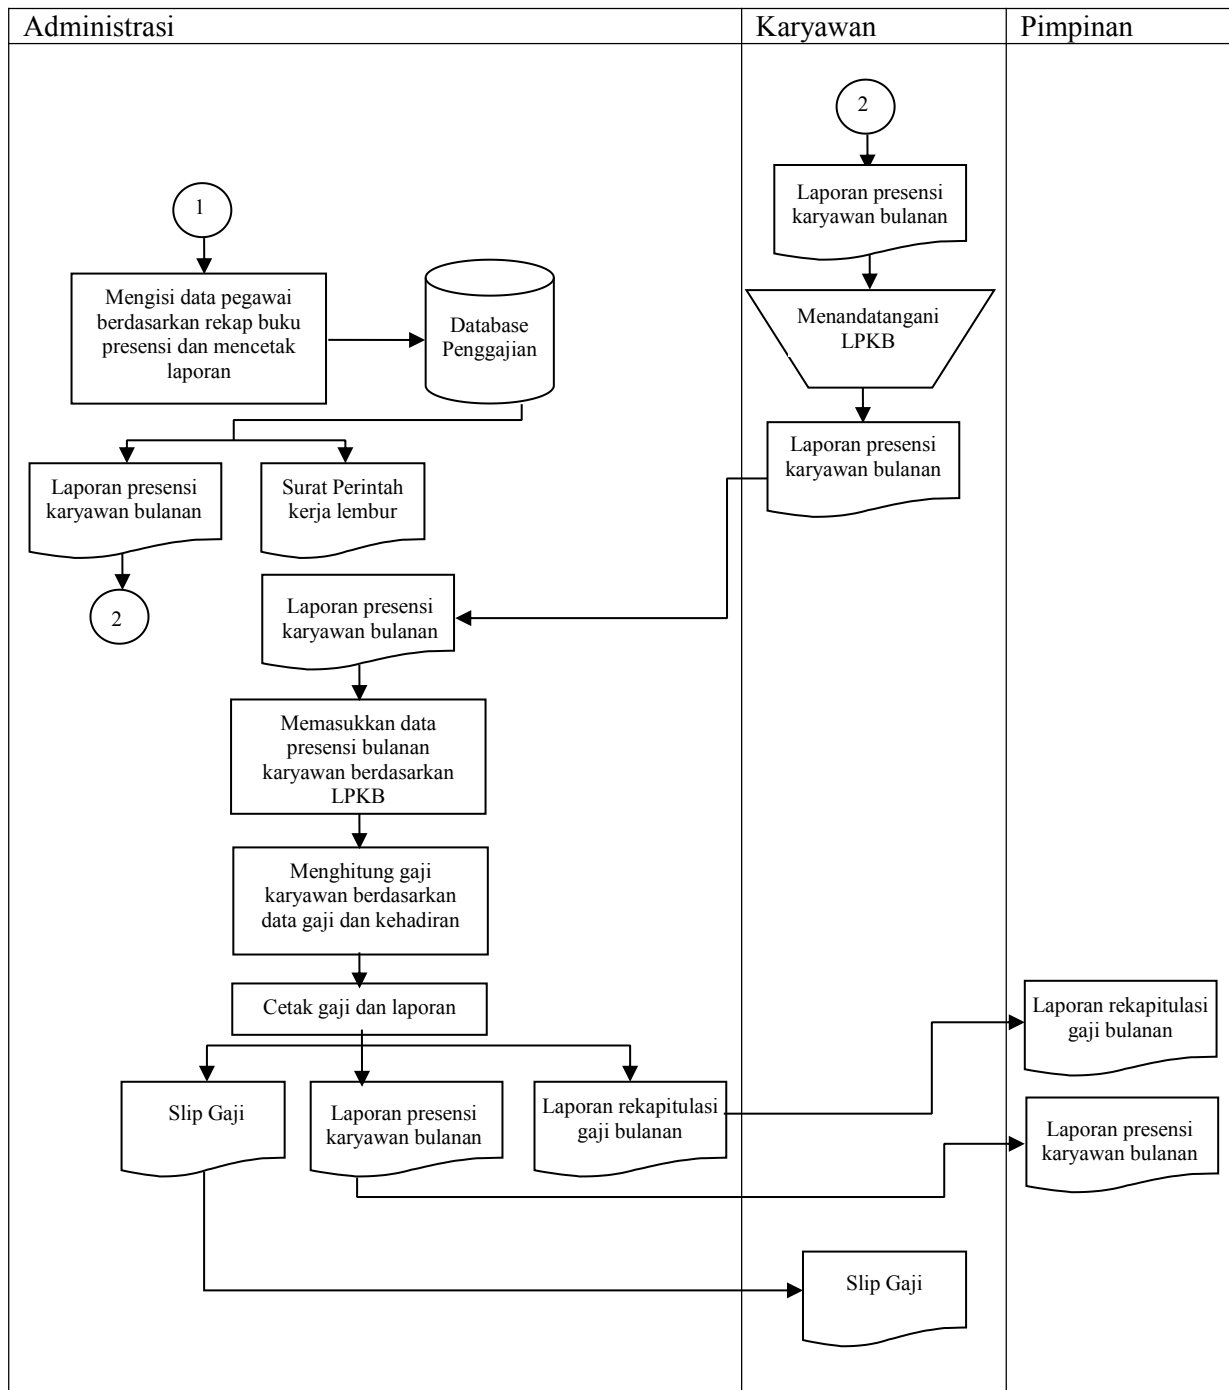 Administrasi
Karyawan
Pimpinan
1
Mengisi data pegawai
berdasarkan rekap buku
presensi dan mencetak
laporan
Database
Penggajian
Laporan presensi
karyawan bulanan
Surat Perintah
kerja lembur
2
2
Laporan presensi
karyawan bulanan
Menandatangani
LPKB
Laporan presensi
karyawan bulanan
Laporan presensi
karyawan bulanan
Memasukkan data
presensi bulanan
karyawan berdasarkan
LPKB
Menghitung gaji
karyawan berdasarkan
data gaji dan kehadiran
Cetak gaji dan laporan
Slip Gaji
Laporan presensi
karyawan bulanan
Laporan rekapitulasi
gaji bulanan
Laporan rekapitulasi
gaji bulanan
Laporan presensi
karyawan bulanan
Slip Gaji